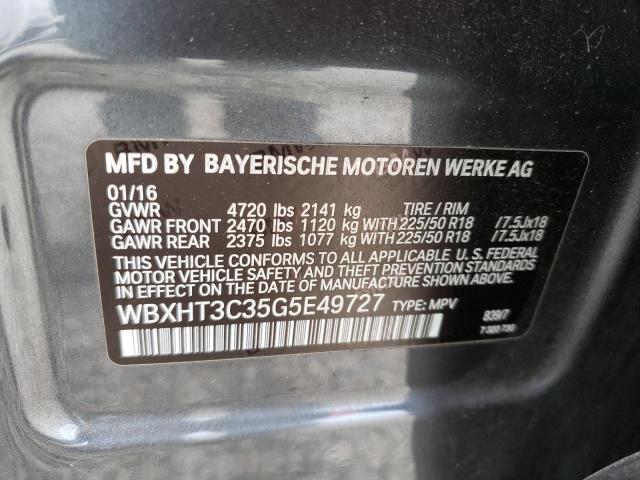 MFD BY BAYERISCHE MOTOREN WERKE AG
01/16
GVWR 4720 lbs 2141 kg TIRE / RIM
GAWR FRONT 2470 lbs 1120 kg WITH 225/50 R18 /7.5Jx18
GAWR REAR 2375 lbs 1077 kg WITH 225/50 R18 /7.5Jx18
THIS VEHICLE CONFORMS TO ALL APPLICABLE U. S. FEDERAL
MOTOR VEHICLE SAFETY AND THEFT PREVENTION
STANDARDS IN EFFECT ON THE DATE OF MANUFACTURE
SHOWN ABOVE.
WBXHT3C35G5E49727 TYPE: MPV
B39/7
7 320 730